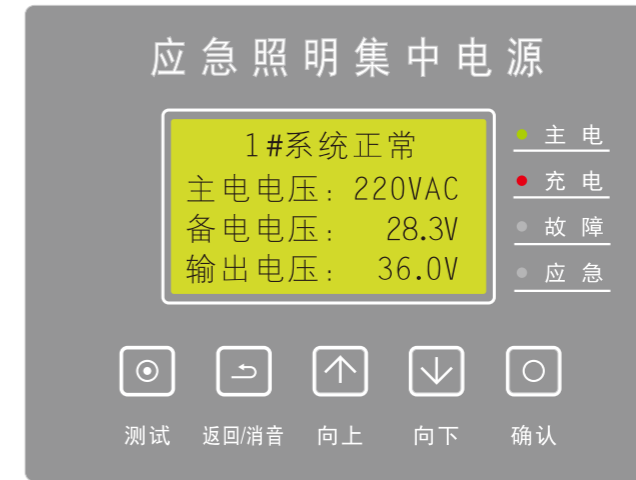 应急照明集中电源
1#系统正常
主电电压：220VAC
备电电压：28.3V
输出电压：36.0V
主电
充电
故障
应急
测试 返回/消音 向上 向下 确认